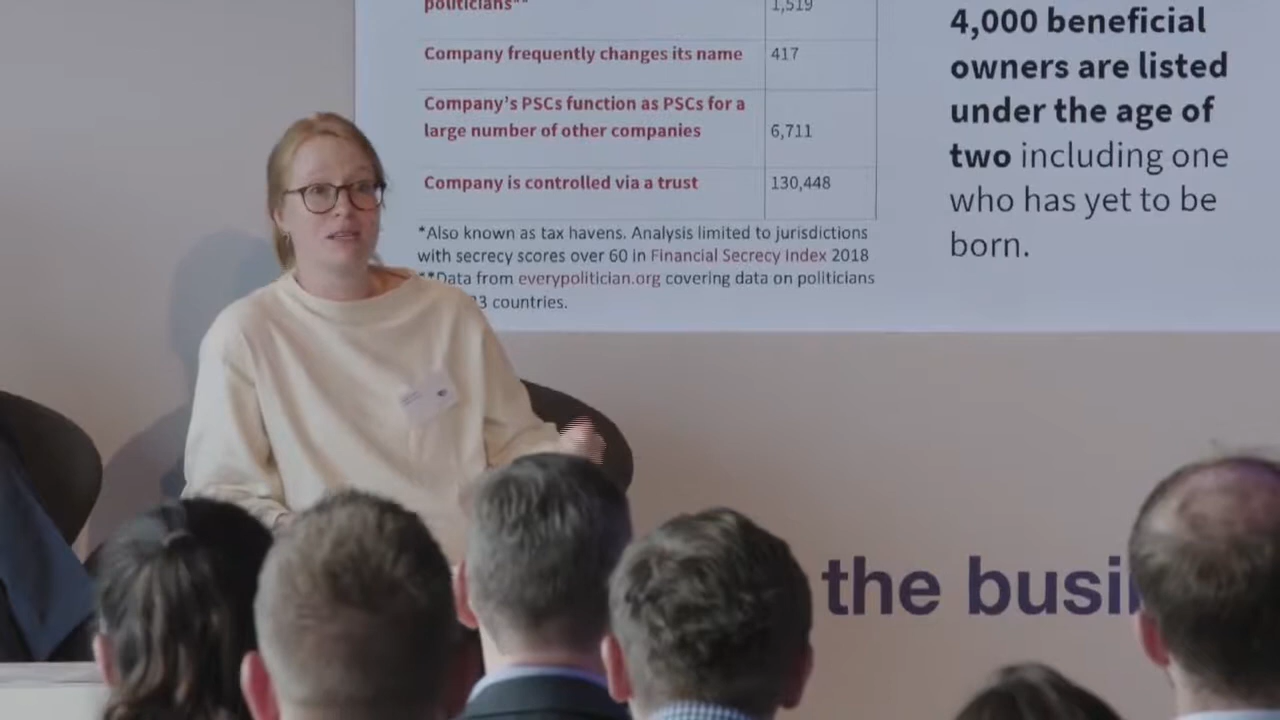 politicians**
1,519
Company frequently changes its name
417
Company's PSCs function as PSCs for a
large number of other companies
6,711
Company is controlled via a trust
130,448
*Also known as tax havens. Analysis limited to jurisdictions
with secrecy scores over 60 in Financial Secrecy Index 2018
**Data from everypolitician.org covering data on politicians
3 countries.
4,000 beneficial
owners are listed
under the age of
two including one
who has yet to be
born.
the busi